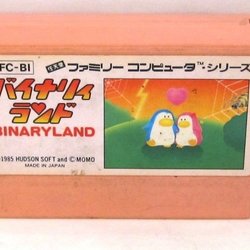 FC-BI
任天堂 ファミリー コンピュータ™・シリーズ
バイナリィ
ランド
BINARYLAND
©1985 HUDSON SOFT and ©MOMO
MADE IN JAPAN